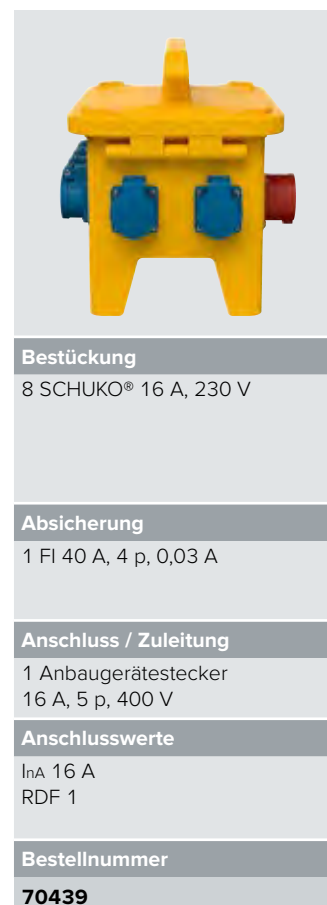 Bestückung
8 SCHUKO® 16 A, 230 V
Absicherung
1 FI 40 A, 4 p, 0,03 A
Anschluss / Zuleitung
1 Anbaugerätestecker
16 A, 5 p, 400 V
Anschlusswerte
InA 16 A
RDF 1
Bestellnummer
70439